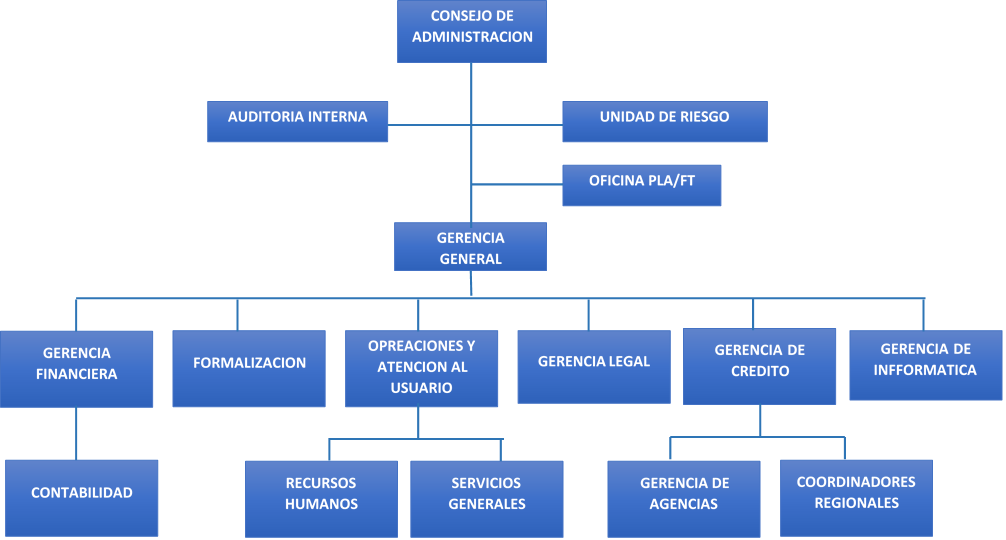 CONSEJO DE
ADMINISTRACION
AUDITORIA INTERNA
UNIDAD DE RIESGO
OFICINA PLA/FT
GERENCIA
GENERAL
GERENCIA
FINANCIERA
FORMALIZACION
OPREACIONES Y
ATENCION AL
USUARIO
GERENCIA LEGAL
GERENCIA DE
CREDITO
GERENCIA DE
INFFORMATICA
CONTABILIDAD
RECURSOS
HUMANOS
SERVICIOS
GENERALES
GERENCIA DE
AGENCIAS
COORDINADORES
REGIONALES